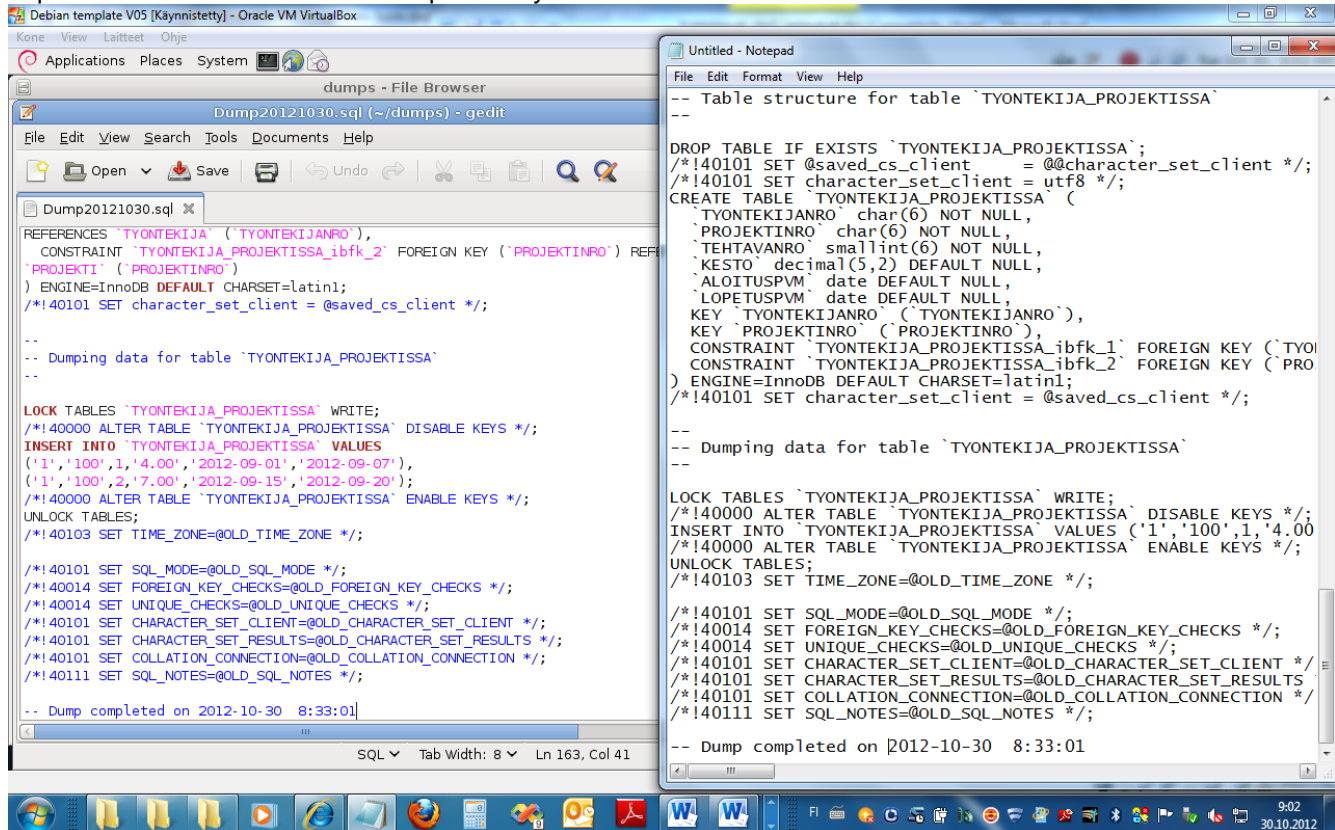 Debian template V05 [Käynnistetty] - Oracle VM VirtualBox
Kone View Laitteet Ohje
Applications Places System
dumps - File Browser
Dump20121030.sql (~/dumps) - gedit
File Edit View Search Tools Documents Help
Open Save Undo
Dump20121030.sql
REFERENCES `TYONTEKIJA` (`TYONTEKIJANRO`),
CONSTRAINT `TYONTEKIJA_PROJEKTISSA_ibfk_2` FOREIGN KEY (`PROJEKTINRO`) REFE
`PROJEKTI` (`PROJEKTINRO`)
) ENGINE=InnoDB DEFAULT CHARSET=latin1;
/*!40101 SET character_set_client = @saved_cs_client */;
--
-- Dumping data for table `TYONTEKIJA_PROJEKTISSA`
--
LOCK TABLES `TYONTEKIJA_PROJEKTISSA` WRITE;
/*!40000 ALTER TABLE `TYONTEKIJA_PROJEKTISSA` DISABLE KEYS */;
INSERT INTO `TYONTEKIJA_PROJEKTISSA` VALUES
('1','100',1,'4.00','2012-09-01','2012-09-07'),
('1','100',2,'7.00','2012-09-15','2012-09-20');
/*!40000 ALTER TABLE `TYONTEKIJA_PROJEKTISSA` ENABLE KEYS */;
UNLOCK TABLES;
/*!40103 SET TIME_ZONE=@OLD_TIME_ZONE */;
/*!40101 SET SQL_MODE=@OLD_SQL_MODE */;
/*!40014 SET FOREIGN_KEY_CHECKS=@OLD_FOREIGN_KEY_CHECKS */;
/*!40014 SET UNIQUE_CHECKS=@OLD_UNIQUE_CHECKS */;
/*!40101 SET CHARACTER_SET_CLIENT=@OLD_CHARACTER_SET_CLIENT */;
/*!40101 SET CHARACTER_SET_RESULTS=@OLD_CHARACTER_SET_RESULTS */;
/*!40101 SET COLLATION_CONNECTION=@OLD_COLLATION_CONNECTION */;
/*!40111 SET SQL_NOTES=@OLD_SQL_NOTES */;
-- Dump completed on 2012-10-30 8:33:01
SQL Tab Width: 8 Ln 163, Col 41
Untitled - Notepad
File Edit Format View Help
-- Table structure for table `TYONTEKIJA_PROJEKTISSA`
--
DROP TABLE IF EXISTS `TYONTEKIJA_PROJEKTISSA`;
/*!40101 SET @saved_cs_client     = @@character_set_client */;
/*!40101 SET character_set_client = utf8 */;
CREATE TABLE `TYONTEKIJA_PROJEKTISSA` (
`TYONTEKIJANRO` char(6) NOT NULL,
`PROJEKTINRO` char(6) NOT NULL,
`TEHTAVANRO` smallint(6) NOT NULL,
`KESTO` decimal(5,2) DEFAULT NULL,
`ALOITUSPVM` date DEFAULT NULL,
`LOPETUSPVM` date DEFAULT NULL,
KEY `TYONTEKIJANRO` (`TYONTEKIJANRO`),
KEY `PROJEKTINRO` (`PROJEKTINRO`),
CONSTRAINT `TYONTEKIJA_PROJEKTISSA_ibfk_1` FOREIGN KEY (`TYO
CONSTRAINT `TYONTEKIJA_PROJEKTISSA_ibfk_2` FOREIGN KEY (`PRO
) ENGINE=InnoDB DEFAULT CHARSET=latin1;
/*!40101 SET character_set_client = @saved_cs_client */;
--
-- Dumping data for table `TYONTEKIJA_PROJEKTISSA`
--
LOCK TABLES `TYONTEKIJA_PROJEKTISSA` WRITE;
/*!40000 ALTER TABLE `TYONTEKIJA_PROJEKTISSA` DISABLE KEYS */;
INSERT INTO `TYONTEKIJA_PROJEKTISSA` VALUES ('1','100',1,'4.00
/*!40000 ALTER TABLE `TYONTEKIJA_PROJEKTISSA` ENABLE KEYS */;
UNLOCK TABLES;
/*!40103 SET TIME_ZONE=@OLD_TIME_ZONE */;
/*!40101 SET SQL_MODE=@OLD_SQL_MODE */;
/*!40014 SET FOREIGN_KEY_CHECKS=@OLD_FOREIGN_KEY_CHECKS */;
/*!40014 SET UNIQUE_CHECKS=@OLD_UNIQUE_CHECKS */;
/*!40101 SET CHARACTER_SET_CLIENT=@OLD_CHARACTER_SET_CLIENT */
/*!40101 SET CHARACTER_SET_RESULTS=@OLD_CHARACTER_SET_RESULTS
/*!40101 SET COLLATION_CONNECTION=@OLD_COLLATION_CONNECTION */
/*!40111 SET SQL_NOTES=@OLD_SQL_NOTES */;
-- Dump completed on 2012-10-30 8:33:01
FI
9:02
30.10.2012